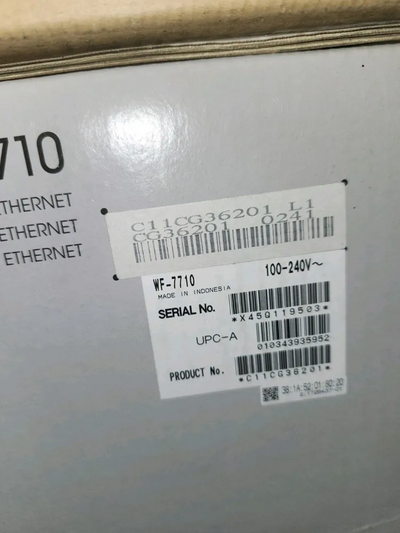 710
ETHERNET
ETHERNET
ETHERNET
C11CG36201 L1
CG36201 0241
WF-7710 100-240V~
MADE IN INDONESIA
SERIAL No.
*X45Q119503*
UPC-A
010343935952
PRODUCT No.
*C11CG36201*